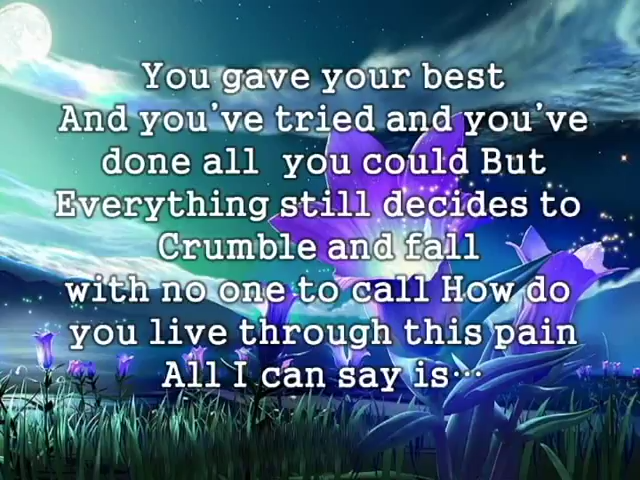 You gave your best
And you've tried and you've
done all you could But
Everything still decides to
Crumble and fall
with no one to call How do
you live through this pain
All I can say is…